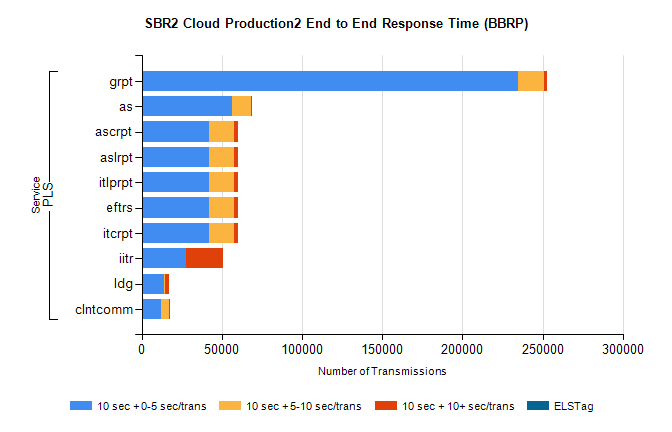 SBR2 Cloud Production2 End to End Response Time (BBRP)
Service
PLS
grpt
as
ascrpt
aslrpt
itlprpt
eftrs
itcrpt
iitr
ldg
clntcomm
0 50000 100000 150000 200000 250000 300000
Number of Transmissions
10 sec +0-5 sec/trans 10 sec +5-10 sec/trans 10 sec + 10+ sec/trans ELSTag